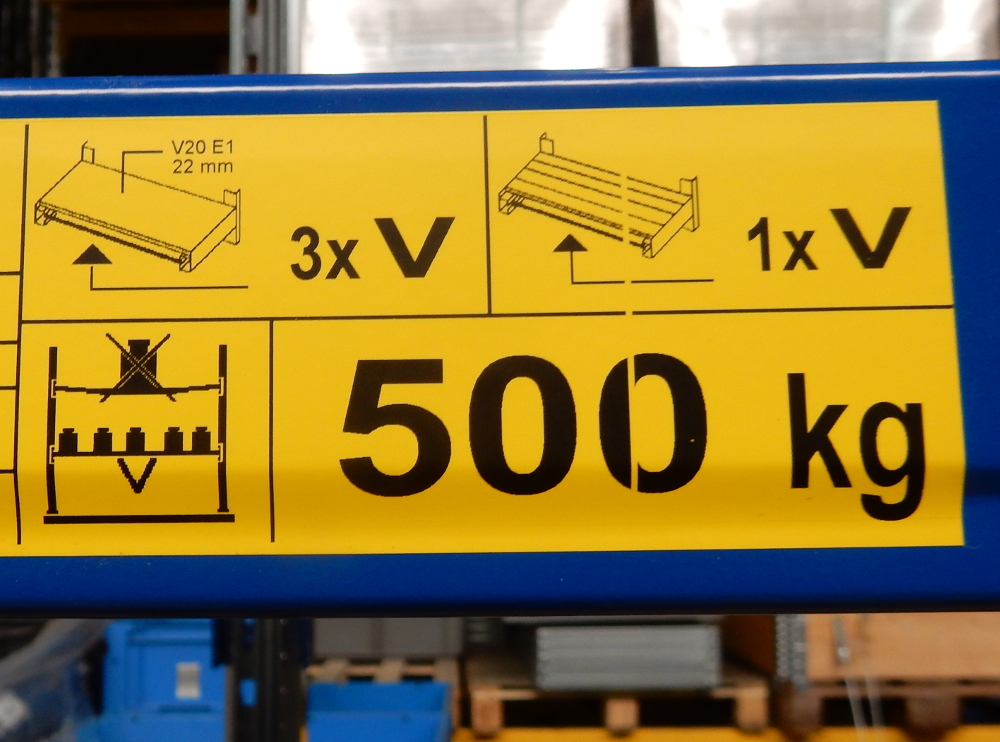 V20 E1
22 mm
3x V
1x V
500 kg
V